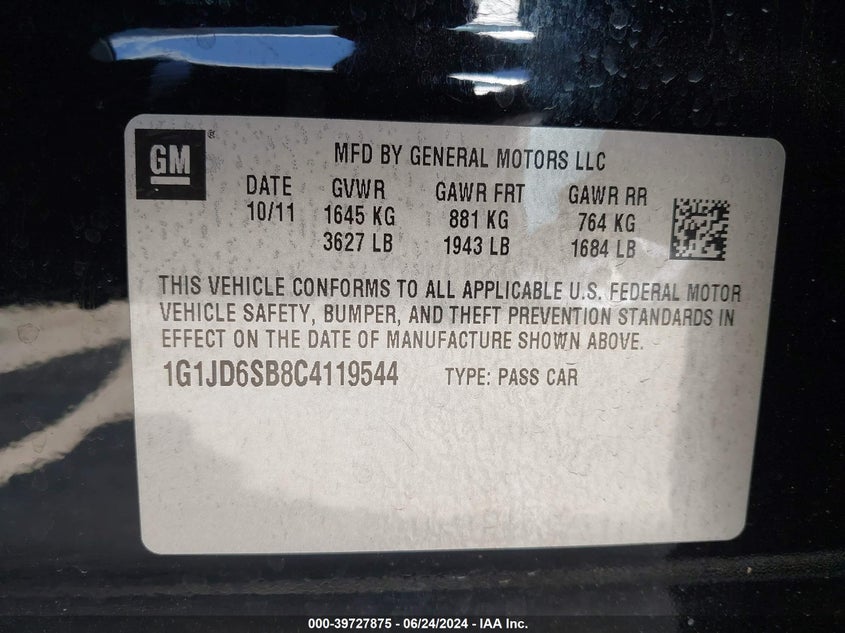 GM ®
MFD BY GENERAL MOTORS LLC
DATE GVWR GAWR FRT GAWR RR
10/11 1645 KG 881 KG 764 KG
3627 LB 1943 LB 1684 LB
THIS VEHICLE CONFORMS TO ALL APPLICABLE U.S. FEDERAL MOTOR
VEHICLE SAFETY, BUMPER, AND THEFT PREVENTION STANDARDS IN
EFFECT ON THE DATE OF MANUFACTURE SHOWN ABOVE.
1G1JD6SB8C4119544 TYPE: PASS CAR
000-39727875 - 06/24/2024 - IAA Inc.